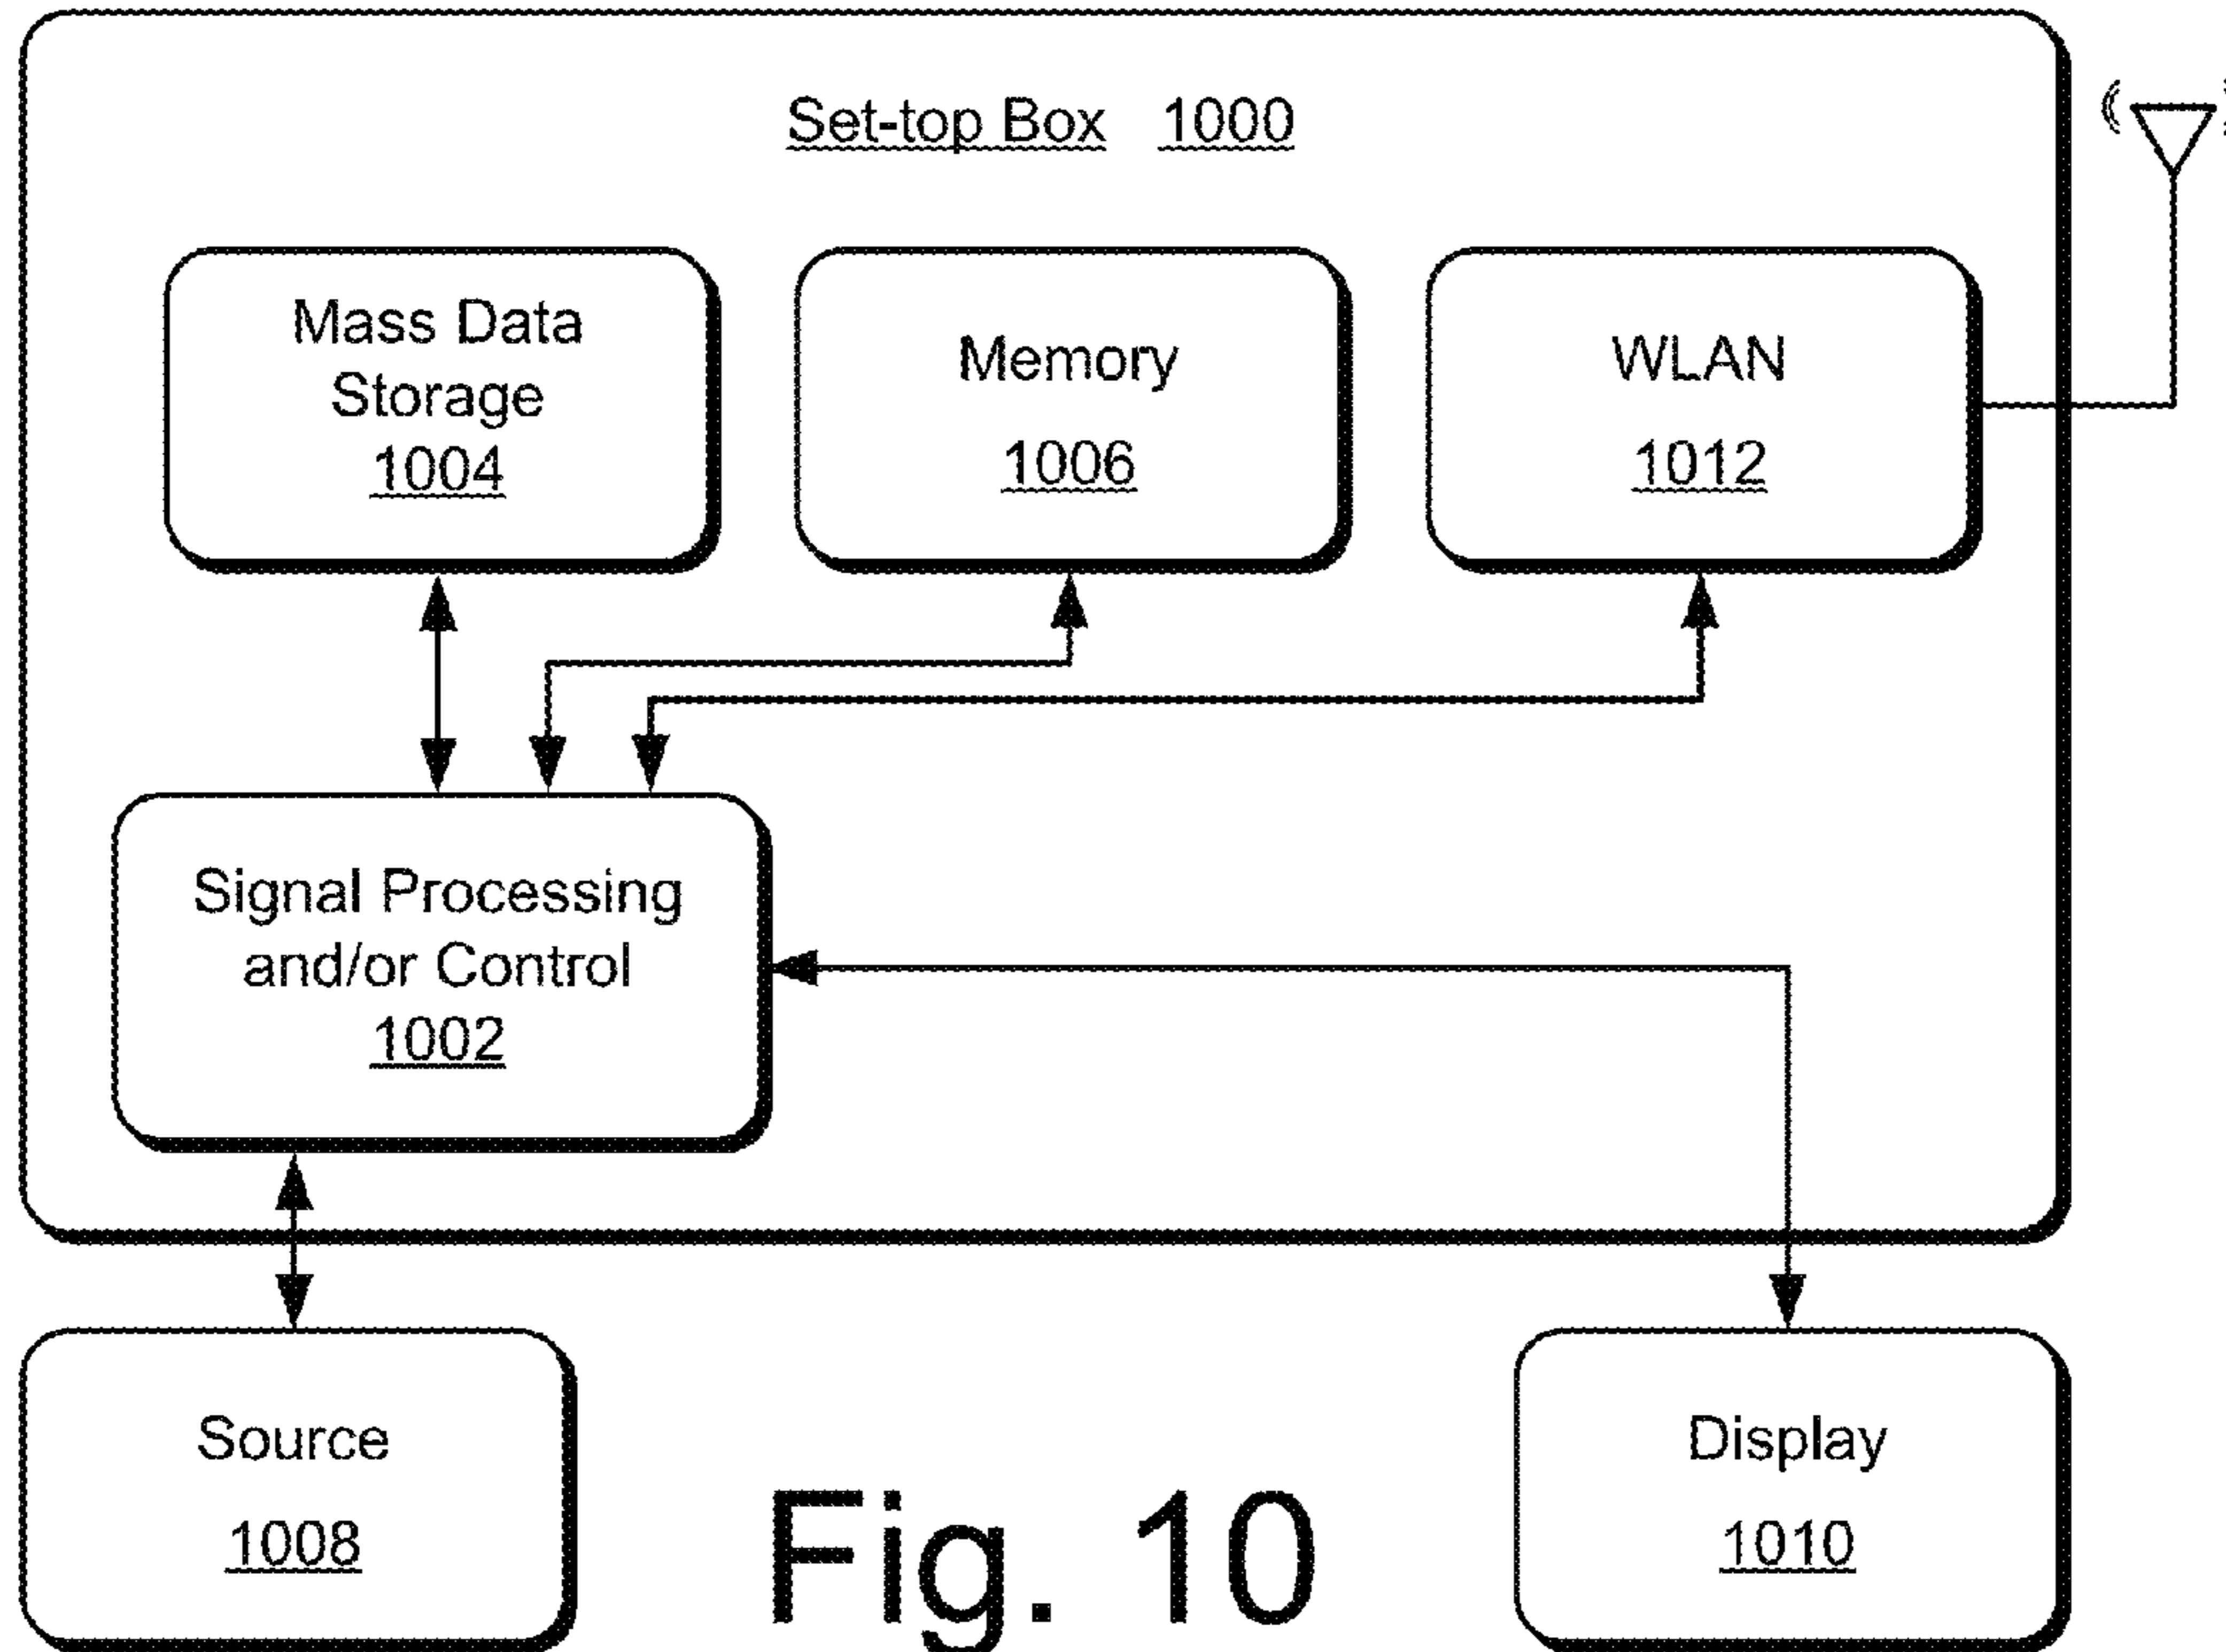 Set-top Box 1000
Mass Data
Storage
1004
Memory
1006
WLAN
1012
Signal Processing
and/or Control
1002
Source
1008
Display
1010
Fig. 10